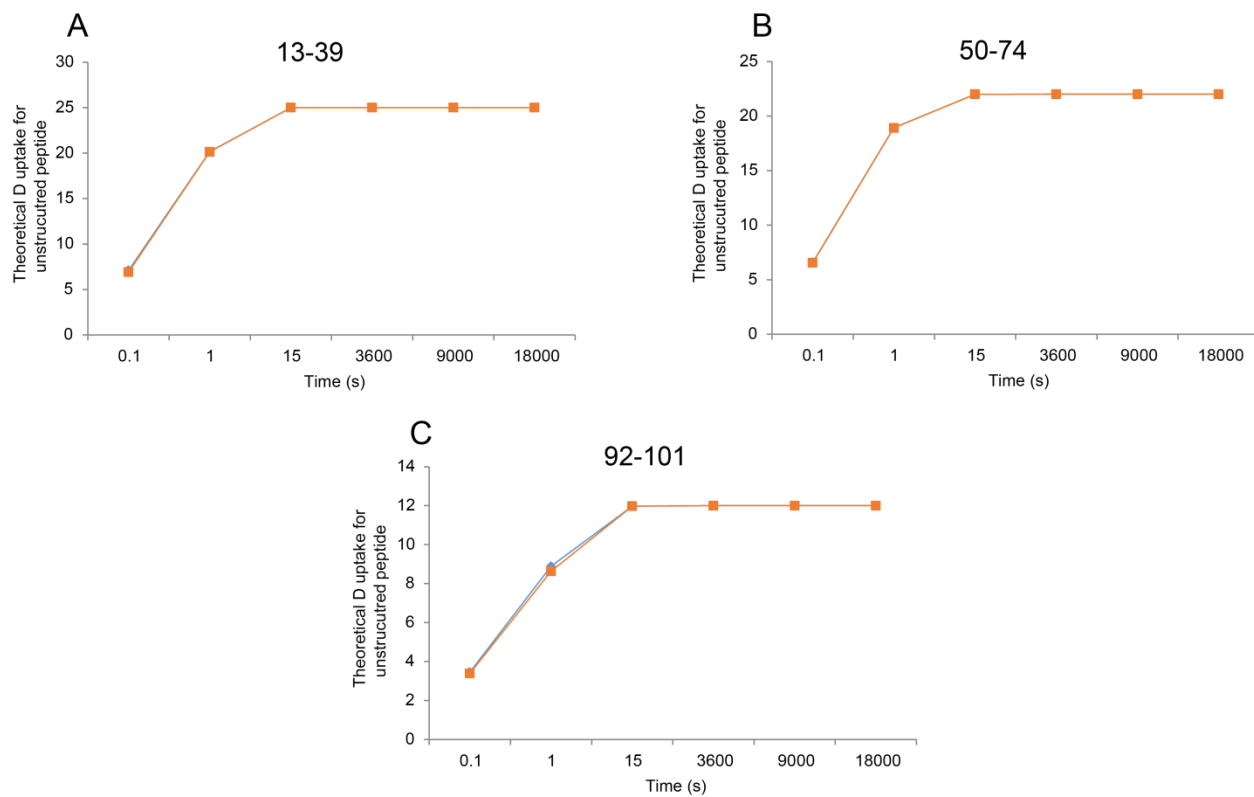 A
13-39
Theoretical D uptake for
unstrucutred peptide
30
25
20
15
10
5
0
0.1 1 15 3600 9000 18000
Time (s)
B
50-74
Theoretical D uptake for
unstrucutred peptide
25
20
15
10
5
0
0.1 1 15 3600 9000 18000
Time (s)
C
92-101
Theoretical D uptake for
unstrucutred peptide
14
12
10
8
6
4
2
0
0.1 1 15 3600 9000 18000
Time (s)